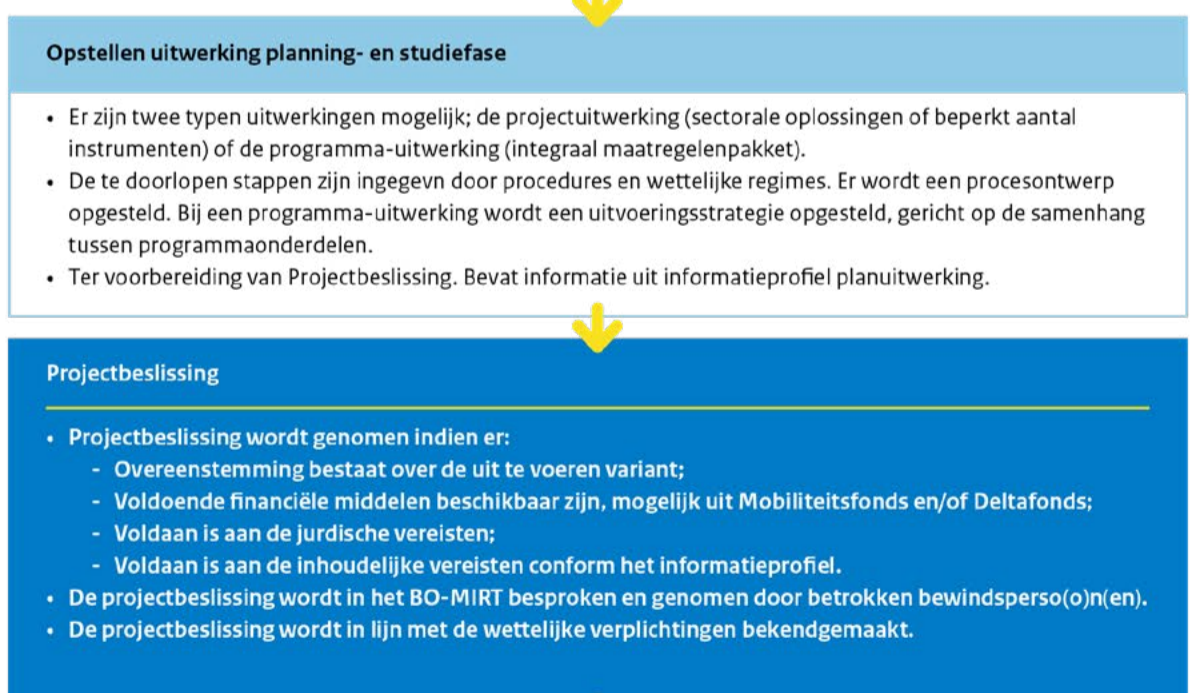 Opstellen uitwerking planning- en studiefase
• Er zijn twee typen uitwerkingen mogelijk; de projectuitwerking (sectorale oplossingen of beperkt aantal
instrumenten) of de programma-uitwerking (integraal maatregelenpakket).
• De te doorlopen stappen zijn ingegevn door procedures en wettelijke regimes. Er wordt een procesontwerp
opgesteld. Bij een programma-uitwerking wordt een uitvoeringsstrategie opgesteld, gericht op de samenhang
tussen programmaonderdelen.
• Ter voorbereiding van Projectbeslissing. Bevat informatie uit informatieprofiel planuitwerking.
Projectbeslissing
• Projectbeslissing wordt genomen indien er:
- Overeenstemming bestaat over de uit te voeren variant;
- Voldoende financiële middelen beschikbaar zijn, mogelijk uit Mobiliteitsfonds en/of Deltafonds;
- Voldaan is aan de jurdische vereisten;
- Voldaan is aan de inhoudelijke vereisten conform het informatieprofiel.
• De projectbeslissing wordt in het BO-MIRT besproken en genomen door betrokken bewindsperso(o)n(en).
• De projectbeslissing wordt in lijn met de wettelijke verplichtingen bekendgemaakt.